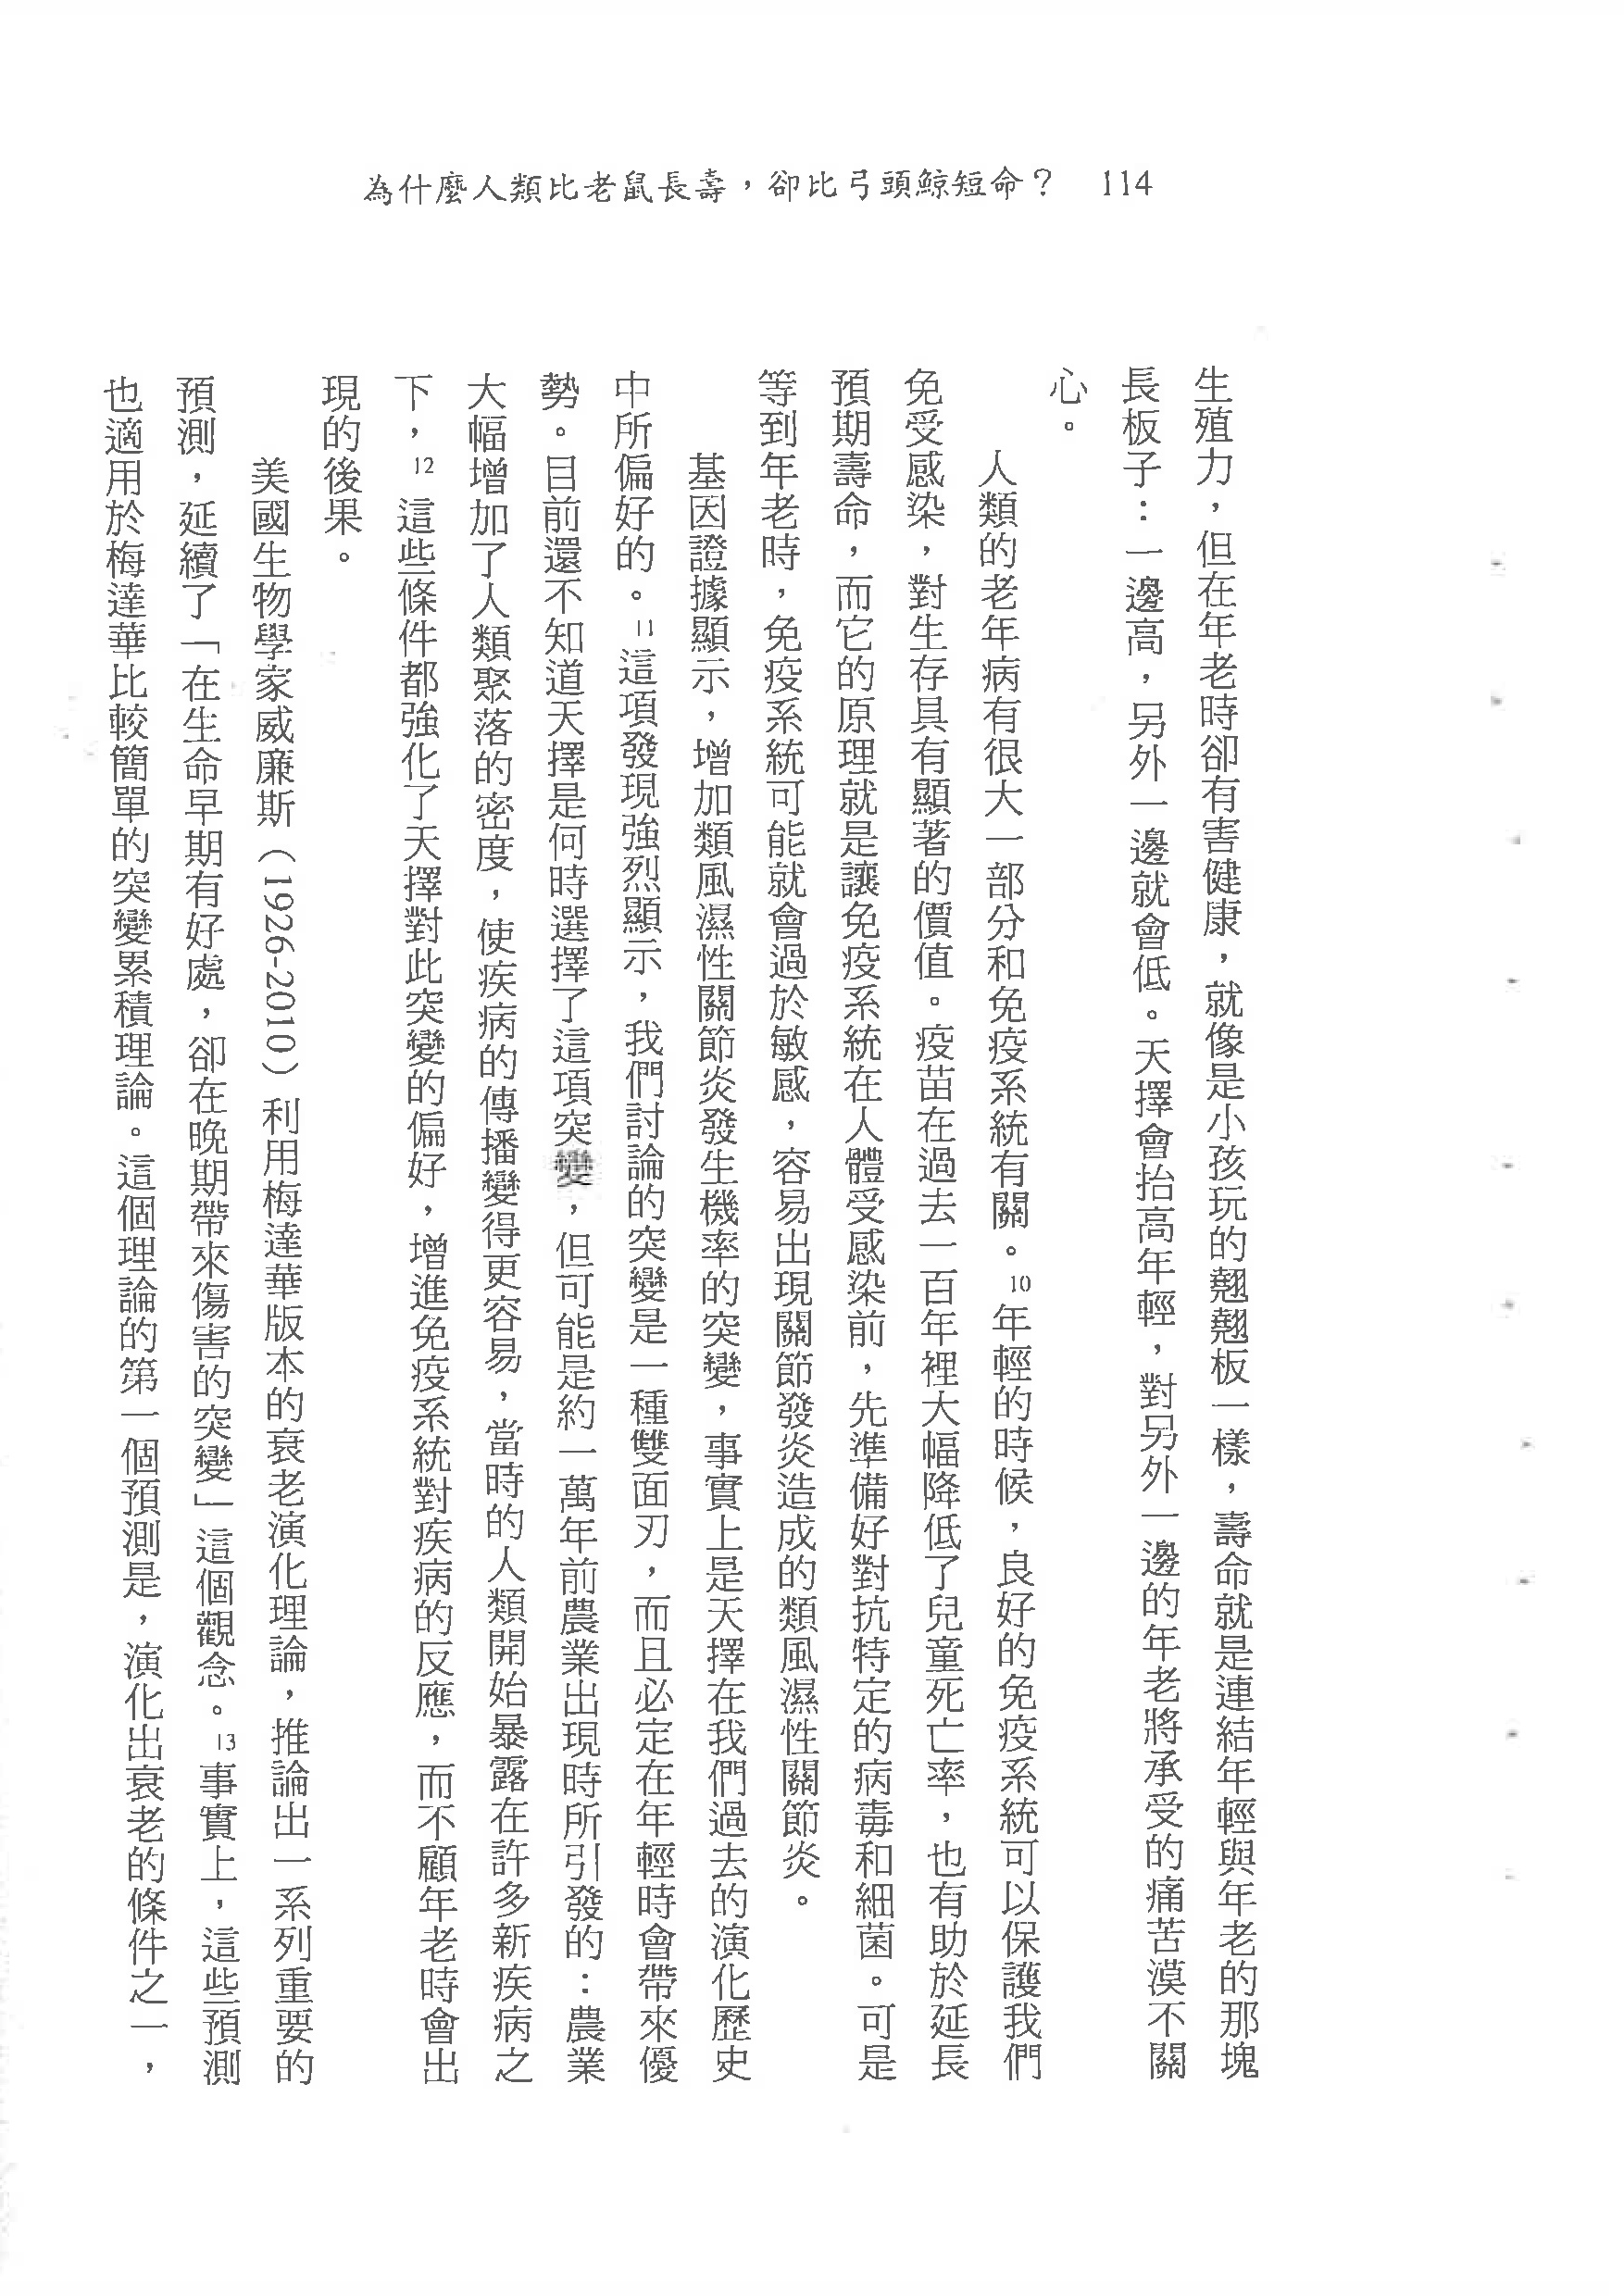 為什麼人類比老鼠長壽，卻比弓頭鯨短命？ 114
生殖力，但在年老時卻有害健康，就像是小孩玩的翹翹板一樣，壽命就是連結年輕與年老的那塊
長板子：一邊高，另外一邊就會低。天擇會抬高年輕，對另外一邊的年老將承受的痛苦漠不關
心。
人類的老年病有很大一部分和免疫系統有關。10年輕的時候，良好的免疫系統可以保護我們
免受感染，對生存具有顯著的價值。疫苗在過去一百年裡大幅降低了兒童死亡率，也有助於延長
預期壽命，而它的原理就是讓免疫系統在人體受感染前，先準備好對抗特定的病毒和細菌。可是
等到年老時，免疫系統可能就會過於敏感，容易出現關節發炎造成的類風濕性關節炎。
基因證據顯示，增加類風濕性關節炎發生機率的突變，事實上是天擇在我們過去的演化歷史
中所偏好的。11這項發現強烈顯示，我們討論的突變是一種雙面刃，而且必定在年輕時會帶來優
勢。目前還不知道天擇是何時選擇了這項突變，但可能是約一萬年前農業出現時所引發的：農業
大幅增加了人類聚落的密度，使疾病的傳播變得更容易，當時的人類開始暴露在許多新疾病之
下，12這些條件都強化了天擇對此突變的偏好，增進免疫系統對疾病的反應，而不顧年老時會出
現的後果。
美國生物學家威廉斯（1926-2010）利用梅達華版本的衰老演化理論，推論出一系列重要的
預測，延續了「在生命早期有好處，卻在晚期帶來傷害的突變」這個觀念。13事實上，這些預測
也適用於梅達華比較簡單的突變累積理論。這個理論的第一個預測是，演化出衰老的條件之一，